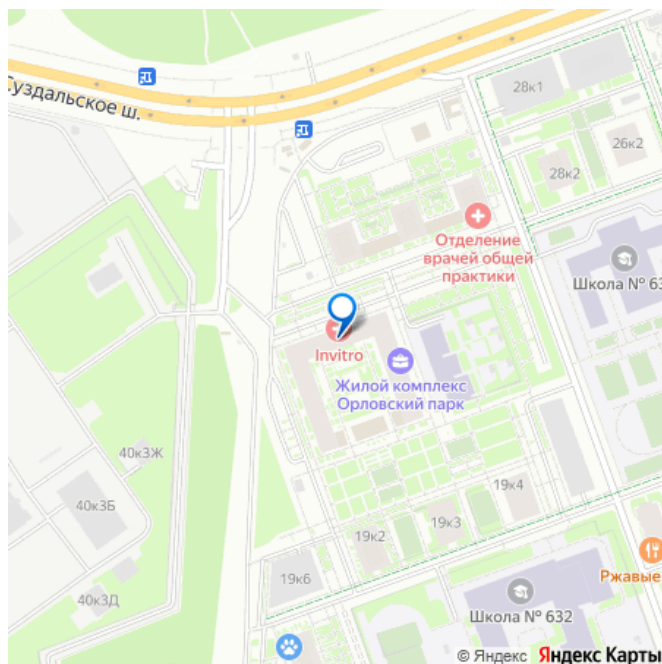 Суздальское ш.
28к1
26к2
28к2
Отделение
врачей общей
практики
Школа № 63
Invitro
Жилой комплекс
Орловский парк
40к3Ж
40к3Б
19к4
19к3
19к2
19к6
40к3Д
Ржавые
Школа № 632
© Яндекс Яндекс Карты